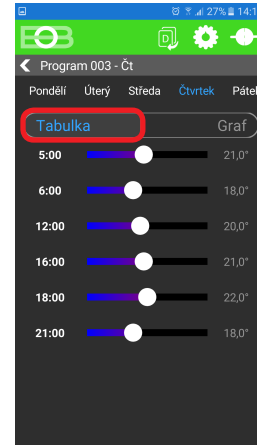 27% 14:1
EOB
D
Program 003 - Čt
Pondělí Úterý Středa Čtvrtek Pátel
Tabulka Graf
5:00 21,0°
6:00 18,0°
12:00 20,0°
16:00 21,0°
18:00 22,0°
21:00 18,0°